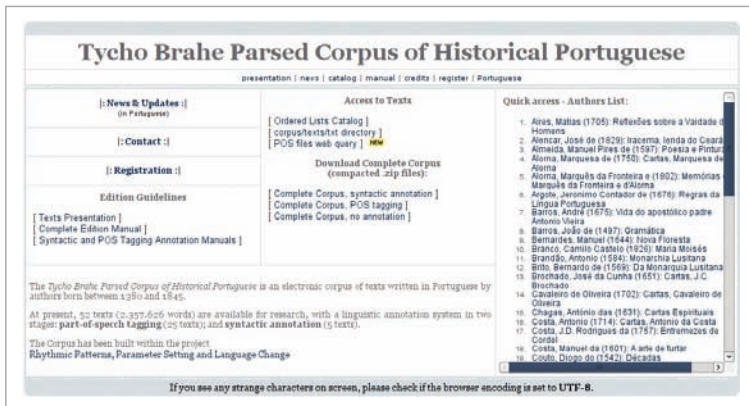 Tycho Brahe Parsed Corpus of Historical Portuguese
presentation | news | catalog | manual | credits | register | Portuguese
|: News & Updates :|
(in Portuguese)
|: Contact :|
|: Registration :|
Edition Guidelines
[ Texts Presentation ]
[ Complete Edition Manual ]
[ Syntactic and POS Tagging Annotation Manuals ]
Access to Texts
[ Ordered Lists Catalog ]
[ corpus/texts/txt directory ]
[ POS files web query ] NEW
Download Complete Corpus
(compacted .zip files):
[ Complete Corpus, syntactic annotation ]
[ Complete Corpus, POS tagging ]
[ Complete Corpus, no annotation ]
Quick access - Authors List:
1. Aires, Matias (1705): Reflexões sobre a Vaidade d
Homens
2. Alencar, José de (1829): Iracema, lenda do Ceará
3. Almeida, Manuel Pires de (1597): Poesia e Pintura
4. Alorna, Marquesa de (1750): Cartas, Marquesa de
Alorna
5. Alorna, Marquês da Fronteira e (1802): Memórias
Marquês da Fronteira e d'Alorna
6. Argote, Jeronimo Contador de (1676): Regras da
Língua Portuguesa
7. Barros, André (1675): Vida do apostólico padre
Antonio Vieira
8. Barros, João de (1497): Gramática
9. Bernardes, Manuel (1644): Nova Floresta
10. Branco, Camilo Castelo (1826): Maria Moisés
11. Brandão, Antonio (1584): Monarchia Lusitana
12. Brito, Bernardo de (1569): Da Monarquia Lusitana
13. Brochado, José da Cunha (1651): Cartas, J.C.
Brochado
14. Cavaleiro de Oliveira (1702): Cartas, Cavaleiro de
Oliveira
15. Chagas, António das (1631): Cartas Espirituais
16. Costa, Antonio (1714): Cartas, Antonio da Costa
17. Costa, J.D. Rodrigues da (1757): Entremezes de
Cordel
18. Costa, Manuel da (1601): A arte de furtar
19. Couto, Diogo do (1542): Décadas
The Tycho Brahe Parsed Corpus of Historical Portuguese is an electronic corpus of texts written in Portuguese by
authors born between 1380 and 1845.
At present, 52 texts (2.357.626 words) are available for research, with a linguistic annotation system in two
stages: part-of-speech tagging (25 texts); and syntactic annotation (5 texts).
The Corpus has been built within the project
Rhythmic Patterns, Parameter Setting and Language Change
If you see any strange characters on screen, please check if the browser encoding is set to UTF-8.